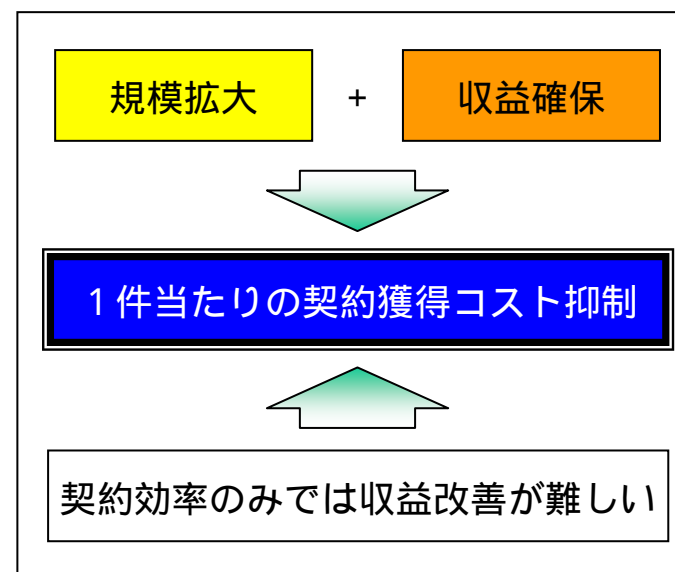 規模拡大 + 収益確保
１件当たりの契約獲得コスト抑制
契約効率のみでは収益改善が難しい